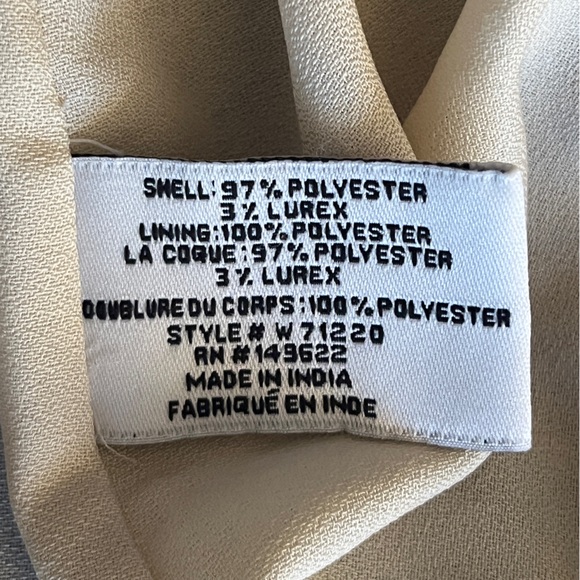 SHELL: 97% POLYESTER
3% LUREX
LINING:100% POLYESTER
LA COQUE: 97% POLYESTER
3% LUREX
DOUBLURE DU CORPS:100% POLYESTER
STYLE# W 71220
RN #149622
MADE IN INDIA
FABRIQUÉ EN INDE